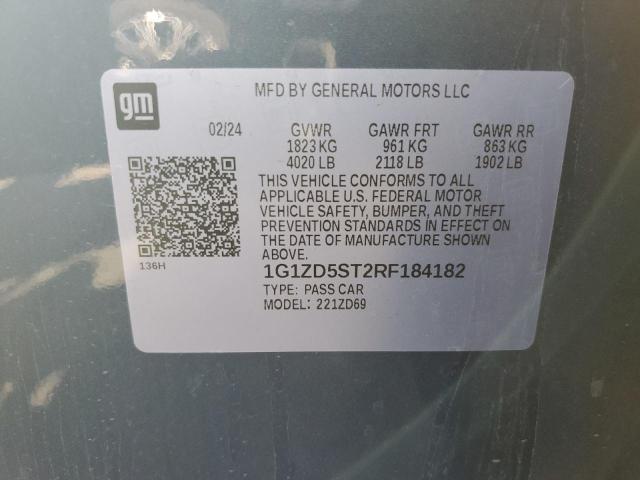 gm
MFD BY GENERAL MOTORS LLC
02/24 GVWR GAWR FRT GAWR RR
1823 KG 961 KG 863 KG
4020 LB 2118 LB 1902 LB
THIS VEHICLE CONFORMS TO ALL
APPLICABLE U.S. FEDERAL MOTOR
VEHICLE SAFETY, BUMPER, AND THEFT
PREVENTION STANDARDS IN EFFECT ON
THE DATE OF MANUFACTURE SHOWN
ABOVE.
136H
1G1ZD5ST2RF184182
TYPE: PASS CAR
MODEL: 221ZD69